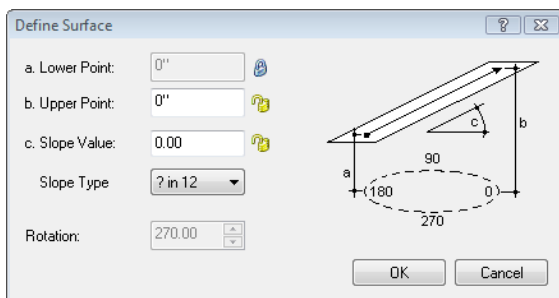 Define Surface
?
a. Lower Point: 0"
b. Upper Point: 0"
c. Slope Value: 0.00
Slope Type ? in 12
Rotation: 270.00
c
b
a
90
(180 0)
270
OK Cancel